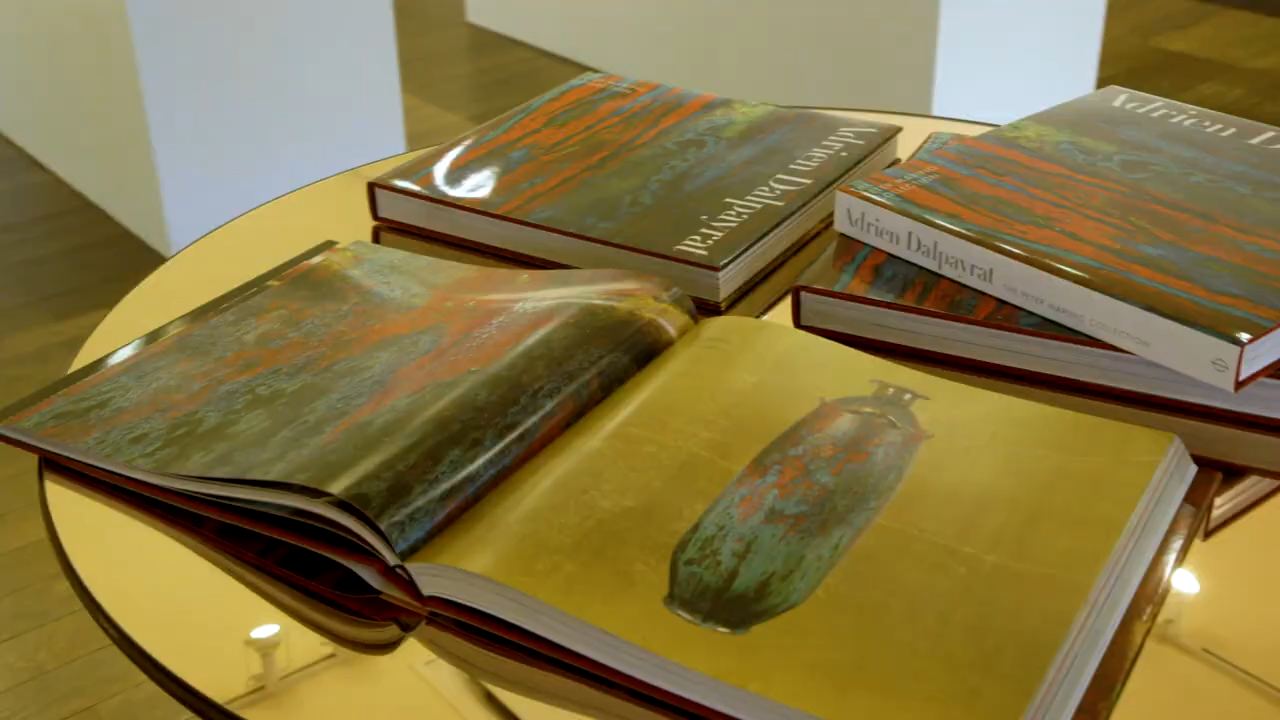 Adrien Dalpayrat
Adrien D
Adrien Dalpayrat THE PETER MARINO COLLECTION